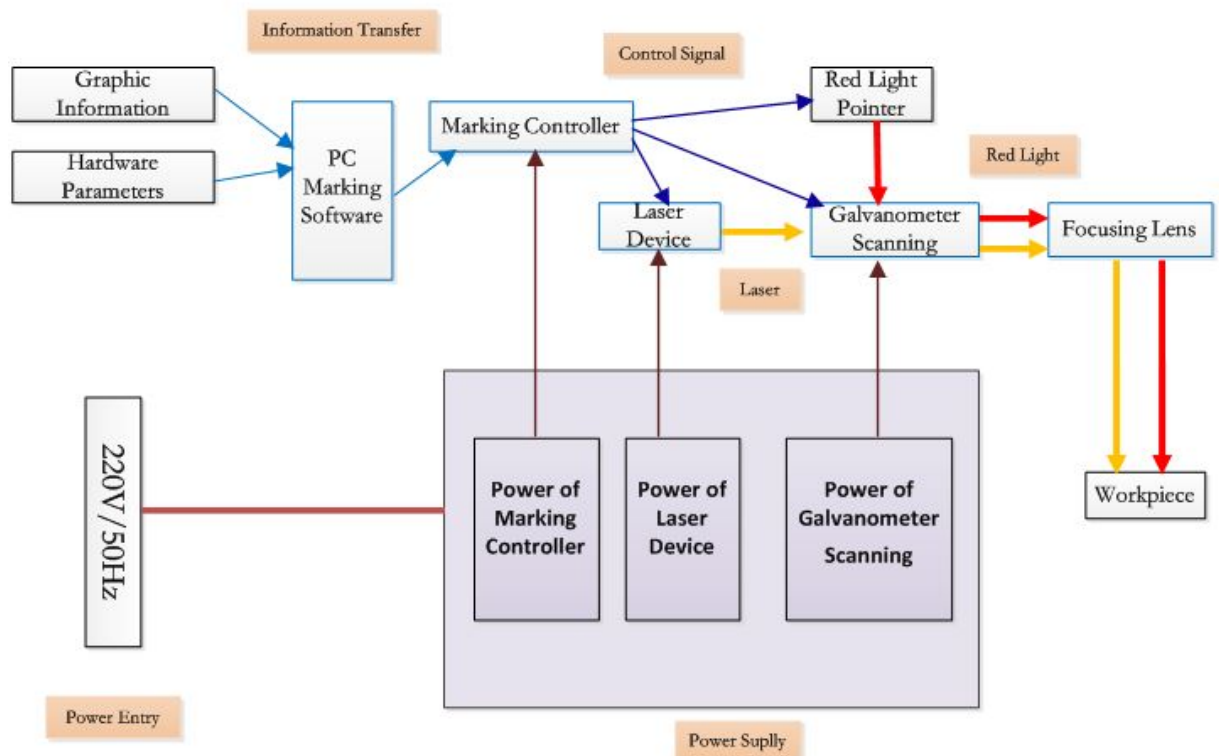 Information Transfer
Control Signal
Graphic
Information
Red Light
Pointer
Marking Controller
PC
Marking
Software
Hardware
Parameters
Red Light
Laser
Device
Galvanometer
Scanning
Focusing Lens
Laser
220V/50Hz
Power of
Marking
Controller
Power of
Laser
Device
Power of
Galvanometer
Scanning
Workpiece
Power Entry
Power Suplly